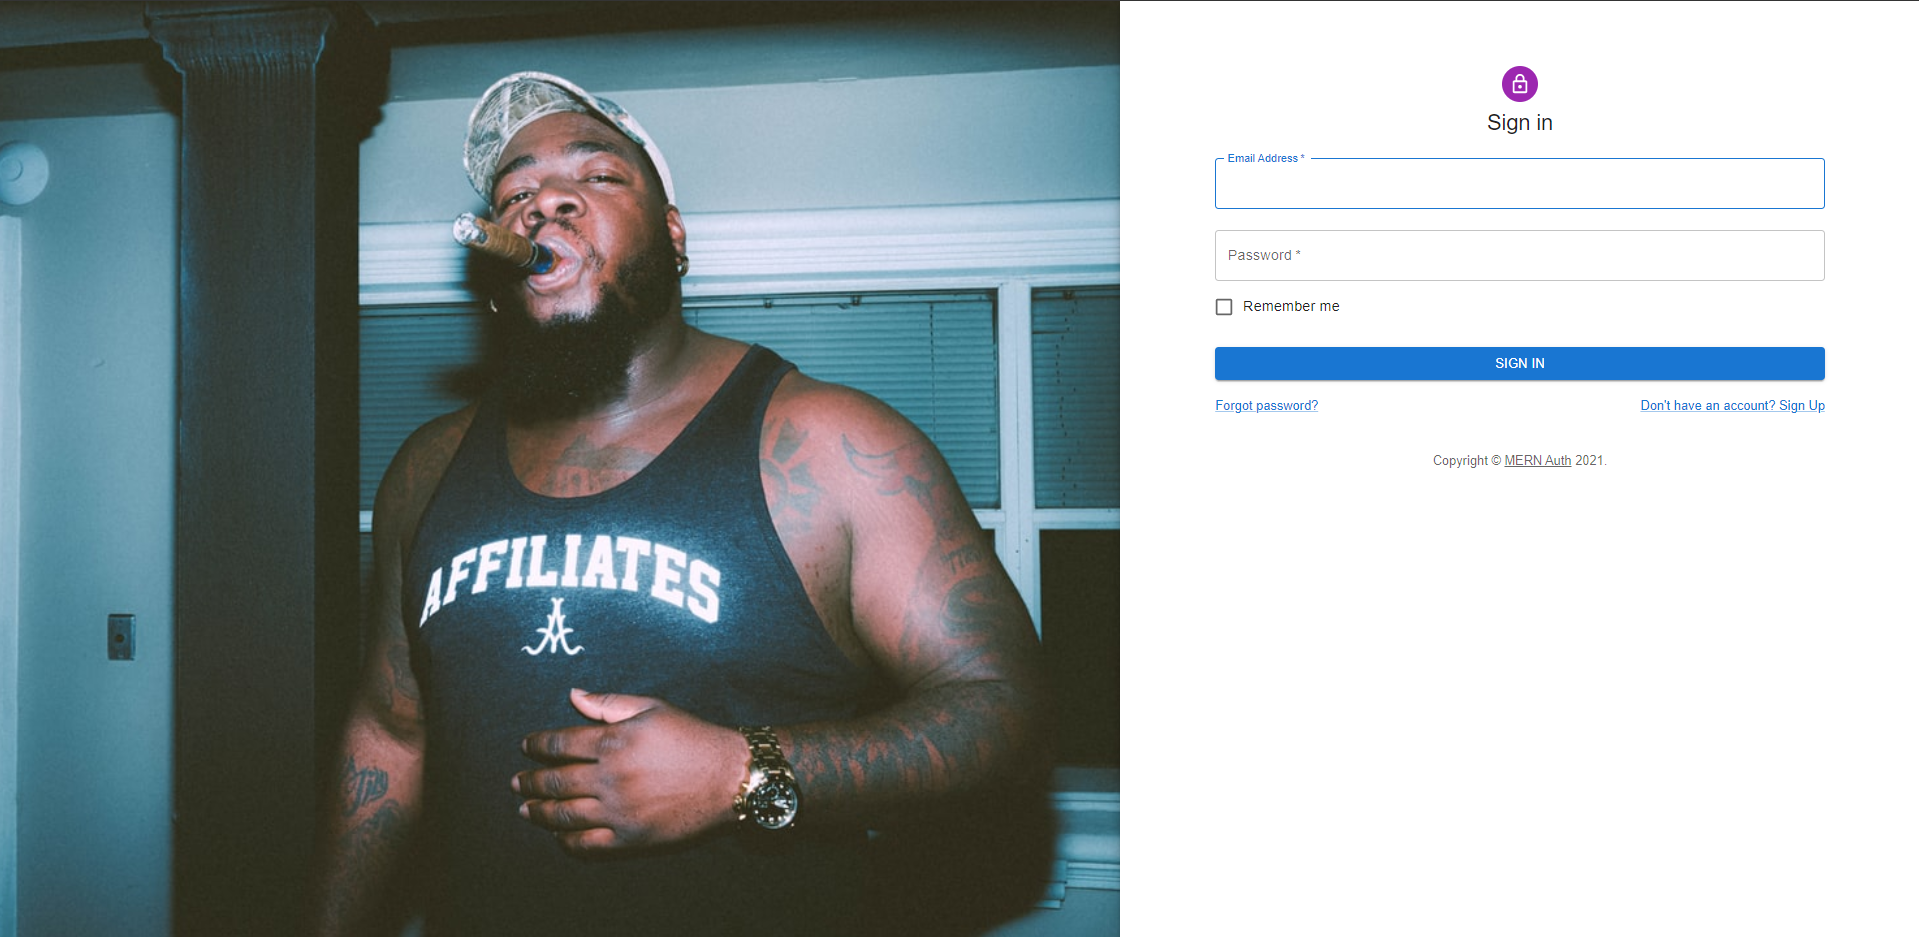 AFFILIATES
Sign in
Email Address *
Password *
Remember me
SIGN IN
Forgot password?
Don't have an account? Sign Up
Copyright © MERN Auth 2021.